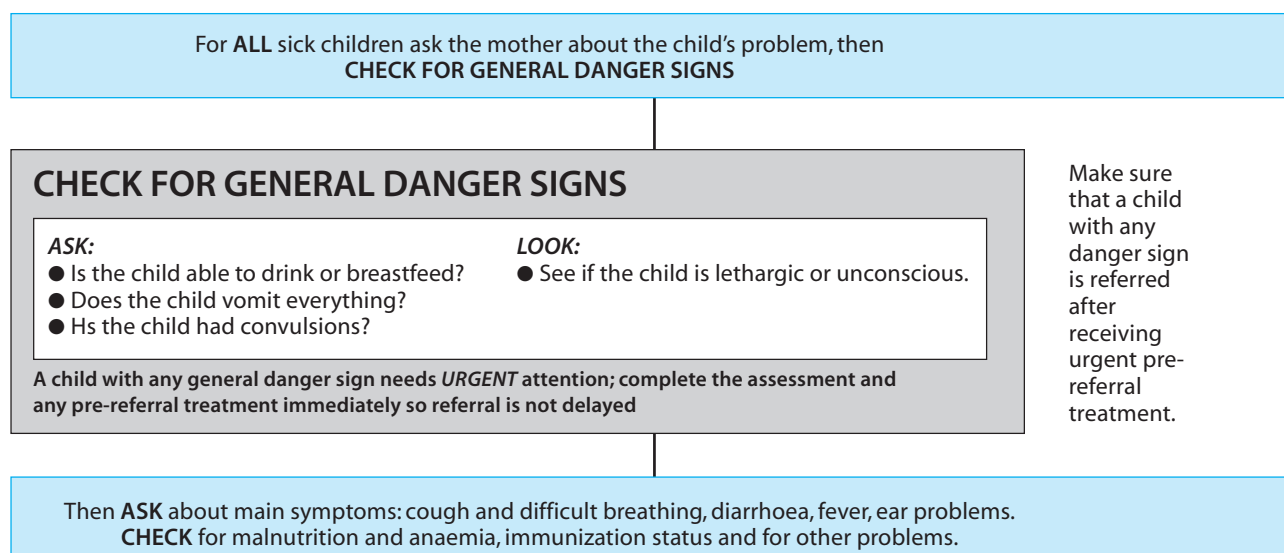 For ALL sick children ask the mother about the child's problem, then
CHECK FOR GENERAL DANGER SIGNS
CHECK FOR GENERAL DANGER SIGNS
ASK:
● Is the child able to drink or breastfeed?
● Does the child vomit everything?
● Hs the child had convulsions?
LOOK:
● See if the child is lethargic or unconscious.
A child with any general danger sign needs URGENT attention; complete the assessment and
any pre-referral treatment immediately so referral is not delayed
Make sure
that a child
with any
danger sign
is referred
after
receiving
urgent pre-
referral
treatment.
Then ASK about main symptoms: cough and difficult breathing, diarrhoea, fever, ear problems.
CHECK for malnutrition and anaemia, immunization status and for other problems.